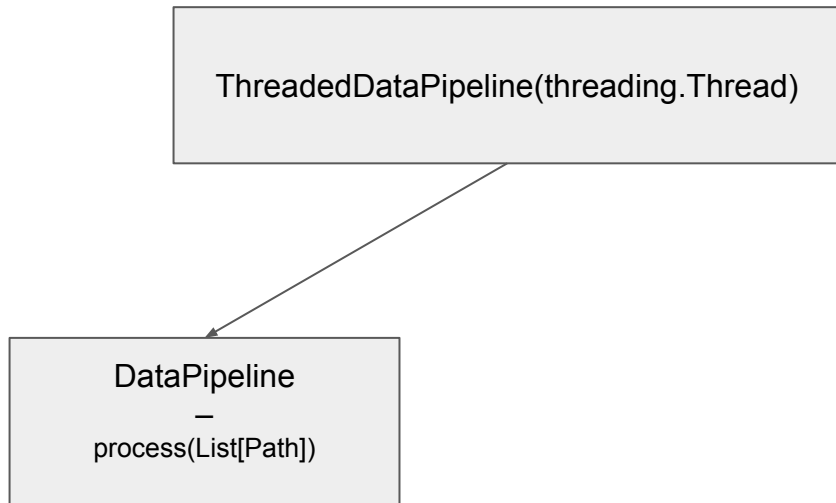 ThreadedDataPipeline(threading.Thread)
DataPipeline
–
process(List[Path])